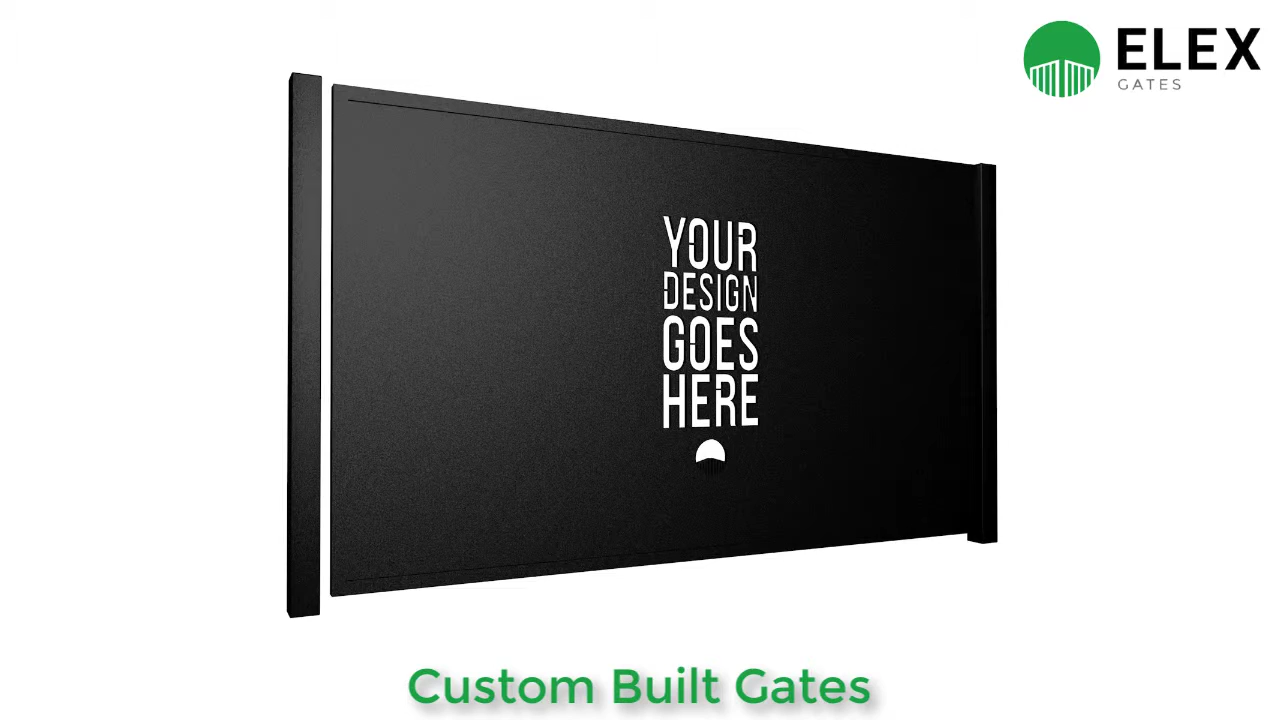 ELEX
GATES
YOUR
DESIGN
GOES
HERE
Custom Built Gates